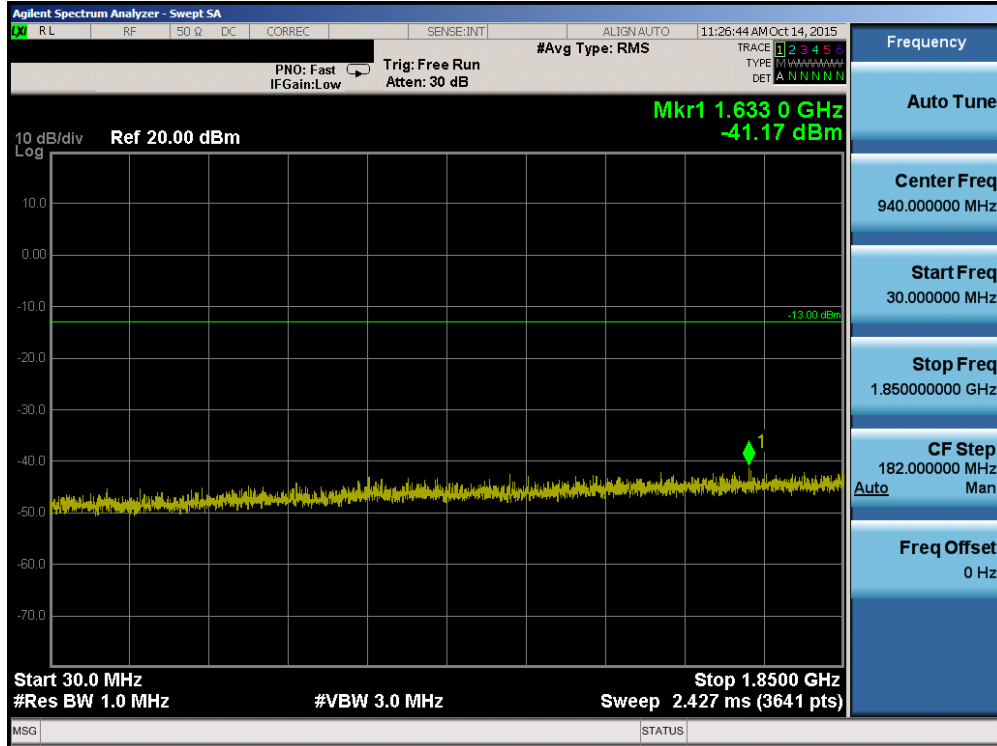 Agilent Spectrum Analyzer - Swept SA
LXI RL RF 50 Ω DC CORREC SENSE:INT ALIGN AUTO 11:26:44 AM Oct 14, 2015
#Avg Type: RMS TRACE 1 2 3 4 5 6
PNO: Fast Trig: Free Run TYPE M
IFGain:Low Atten: 30 dB DET A N N N N N
Mkr1 1.633 0 GHz
10 dB/div Ref 20.00 dBm -41.17 dBm
Log
10.0
0.00
-10.0
-13.00 dBm
-20.0
-30.0
-40.0
1
-50.0
-60.0
-70.0
Start 30.0 MHz Stop 1.8500 GHz
#Res BW 1.0 MHz #VBW 3.0 MHz Sweep 2.427 ms (3641 pts)
MSG STATUS
Frequency
Auto Tune
Center Freq
940.000000 MHz
Start Freq
30.000000 MHz
Stop Freq
1.850000000 GHz
CF Step
182.000000 MHz
Auto Man
Freq Offset
0 Hz